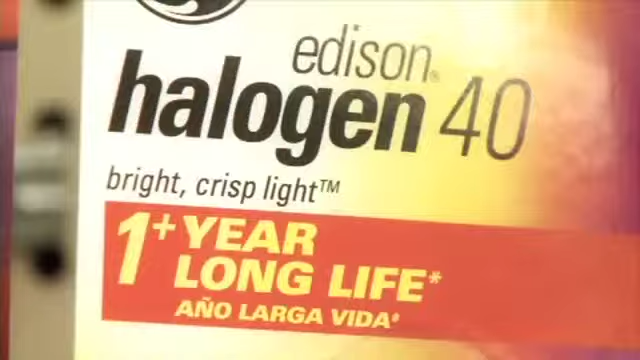 edison®
halogen 40
bright, crisp light™
1+ YEAR
LONG LIFE*
AÑO LARGA VIDA*